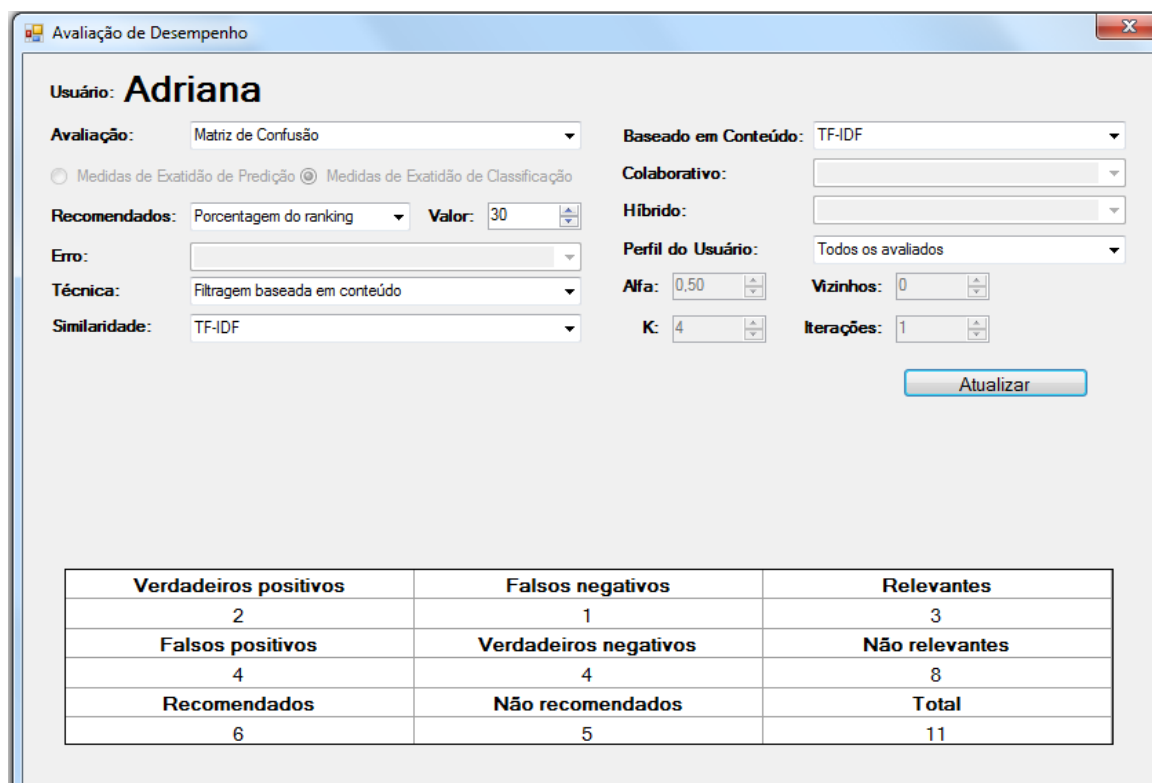 Avaliação de Desempenho
Usuário: Adriana
Avaliação: Matriz de Confusão
Baseado em Conteúdo: TF-IDF
Medidas de Exatidão de Predição Medidas de Exatidão de Classificação
Colaborativo:
Recomendados: Porcentagem do ranking Valor: 30
Híbrido:
Erro:
Perfil do Usuário: Todos os avaliados
Técnica: Filtragem baseada em conteúdo
Alfa: 0,50 Vizinhos: 0
Similaridade: TF-IDF
K: 4 Iterações: 1
Atualizar
Verdadeiros positivos Falsos negativos Relevantes
2 1 3
Falsos positivos Verdadeiros negativos Não relevantes
4 4 8
Recomendados Não recomendados Total
6 5 11